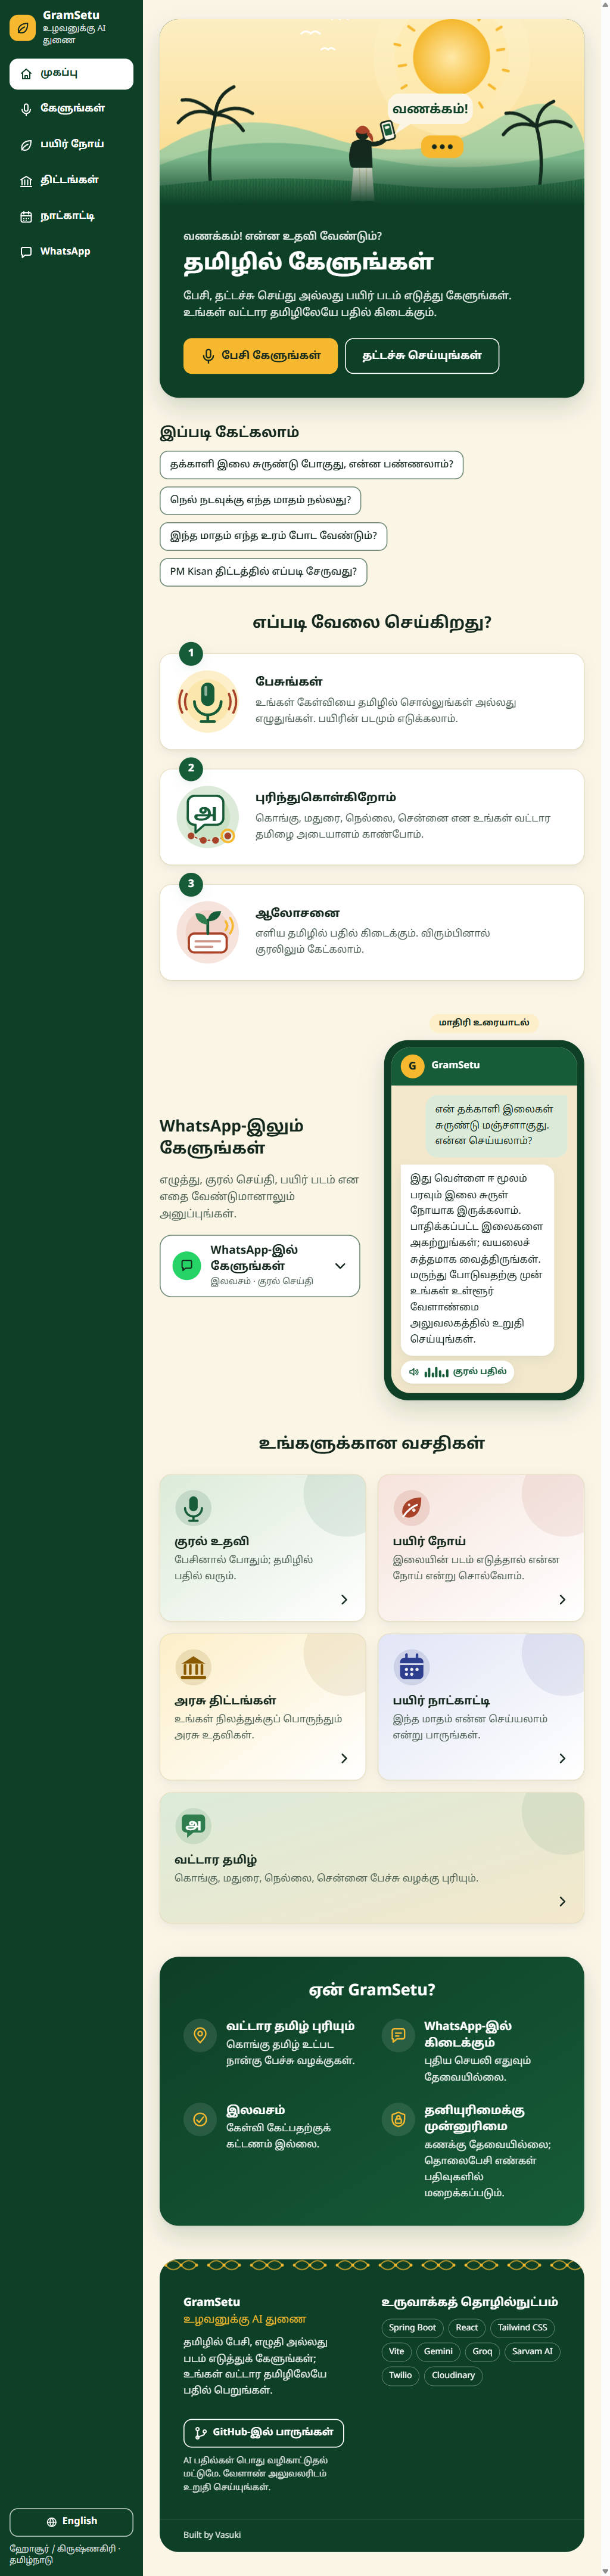 GramSetu
உழவனுக்கு AI
துணை
முகப்பு
கேளுங்கள்
பயிர் நோய்
திட்டங்கள்
நாட்காட்டி
WhatsApp
English
ஹோசூர் / கிருஷ்ணகிரி ·
தமிழ்நாடு
வணக்கம்!
வணக்கம்! என்ன உதவி வேண்டும்?
தமிழில் கேளுங்கள்
பேசி, தட்டச்சு செய்து அல்லது பயிர் படம் எடுத்து கேளுங்கள்.
உங்கள் வட்டார தமிழிலேயே பதில் கிடைக்கும்.
பேசி கேளுங்கள்
தட்டச்சு செய்யுங்கள்
இப்படி கேட்கலாம்
தக்காளி இலை சுருண்டு போகுது, என்ன பண்ணலாம்?
நெல் நடவுக்கு எந்த மாதம் நல்லது?
இந்த மாதம் எந்த உரம் போட வேண்டும்?
PM Kisan திட்டத்தில் எப்படி சேருவது?
எப்படி வேலை செய்கிறது?
1
பேசுங்கள்
உங்கள் கேள்வியை தமிழில் சொல்லுங்கள் அல்லது
எழுதுங்கள். பயிரின் படமும் எடுக்கலாம்.
2
அ
புரிந்துகொள்கிறோம்
கொங்கு, மதுரை, நெல்லை, சென்னை என உங்கள் வட்டார
தமிழை அடையாளம் காண்போம்.
3
ஆலோசனை
எளிய தமிழில் பதில் கிடைக்கும். விரும்பினால்
குரலிலும் கேட்கலாம்.
WhatsApp-இலும்
கேளுங்கள்
எழுத்து, குரல் செய்தி, பயிர் படம் என
எதை வேண்டுமானாலும்
அனுப்புங்கள்.
WhatsApp-இல்
கேளுங்கள்
இலவசம் · குரல் செய்தி
மாதிரி உரையாடல்
G
GramSetu
என் தக்காளி இலைகள்
சுருண்டு மஞ்சளாகுது.
என்ன செய்யலாம்?
இது வெள்ளை ஈ மூலம்
பரவும் இலை சுருள்
நோயாக இருக்கலாம்.
பாதிக்கப்பட்ட இலைகளை
அகற்றுங்கள்; வயலைச்
சுத்தமாக வைத்திருங்கள்.
மருந்து போடுவதற்கு முன்
உங்கள் உள்ளூர்
வேளாண்மை
அலுவலகத்தில் உறுதி
செய்யுங்கள்.
குரல் பதில்
உங்களுக்கான வசதிகள்
குரல் உதவி
பேசினால் போதும்; தமிழில்
பதில் வரும்.
பயிர் நோய்
இலையின் படம் எடுத்தால் என்ன
நோய் என்று சொல்வோம்.
அரசு திட்டங்கள்
உங்கள் நிலத்துக்குப் பொருந்தும்
அரசு உதவிகள்.
பயிர் நாட்காட்டி
இந்த மாதம் என்ன செய்யலாம்
என்று பாருங்கள்.
அ
வட்டார தமிழ்
கொங்கு, மதுரை, நெல்லை, சென்னை பேச்சு வழக்கு புரியும்.
ஏன் GramSetu?
வட்டார தமிழ் புரியும்
கொங்கு தமிழ் உட்பட
நான்கு பேச்சு வழக்குகள்.
WhatsApp-இல்
கிடைக்கும்
புதிய செயலி எதுவும்
தேவையில்லை.
இலவசம்
கேள்வி கேட்பதற்குக்
கட்டணம் இல்லை.
தனியுரிமைக்கு
முன்னுரிமை
கணக்கு தேவையில்லை;
தொலைபேசி எண்கள்
பதிவுகளில்
மறைக்கப்படும்.
GramSetu
உழவனுக்கு AI துணை
தமிழில் பேசி, எழுதி அல்லது
படம் எடுத்துக் கேளுங்கள்;
உங்கள் வட்டார தமிழிலேயே
பதில் பெறுங்கள்.
GitHub-இல் பாருங்கள்
AI பதில்கள் பொது வழிகாட்டுதல்
மட்டுமே. வேளாண் அலுவலரிடம்
உறுதி செய்யுங்கள்.
உருவாக்கத் தொழில்நுட்பம்
Spring Boot React Tailwind CSS
Vite Gemini Groq Sarvam AI
Twilio Cloudinary
Built by Vasuki